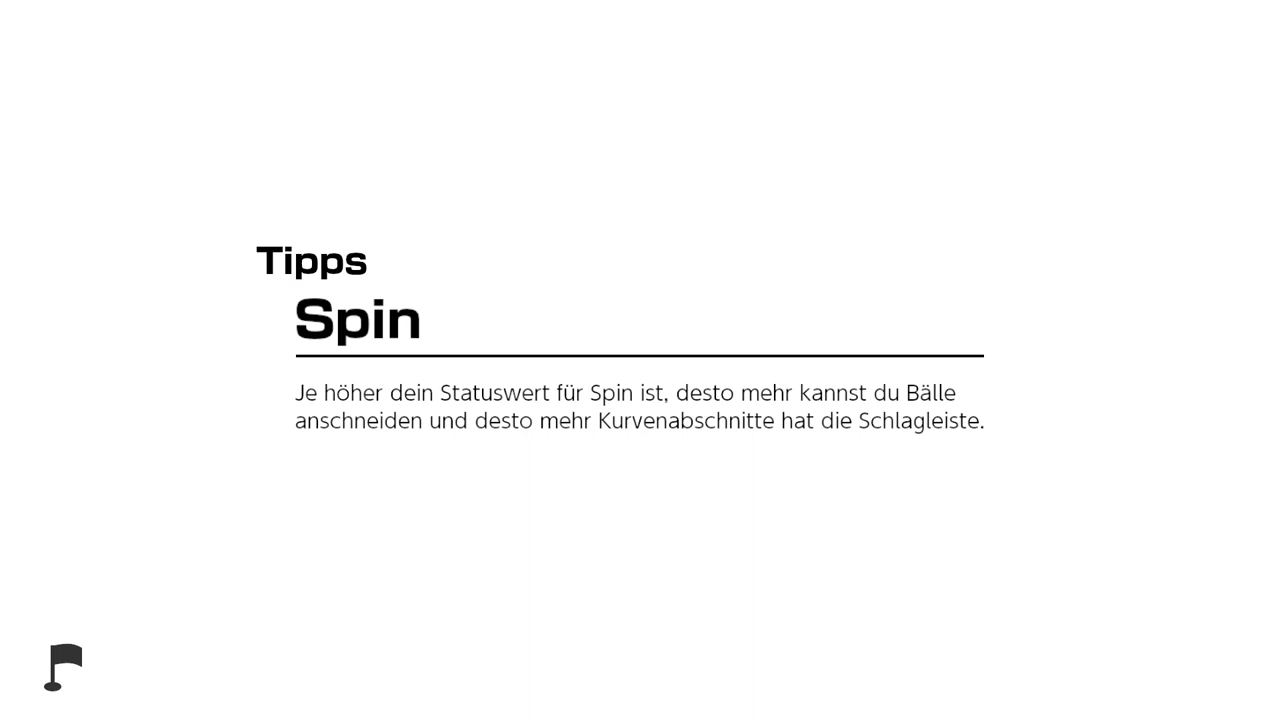 Tipps
Spin
Je höher dein Statuswert für Spin ist, desto mehr kannst du Bälle
anschneiden und desto mehr Kurvenabschnitte hat die Schlagleiste.